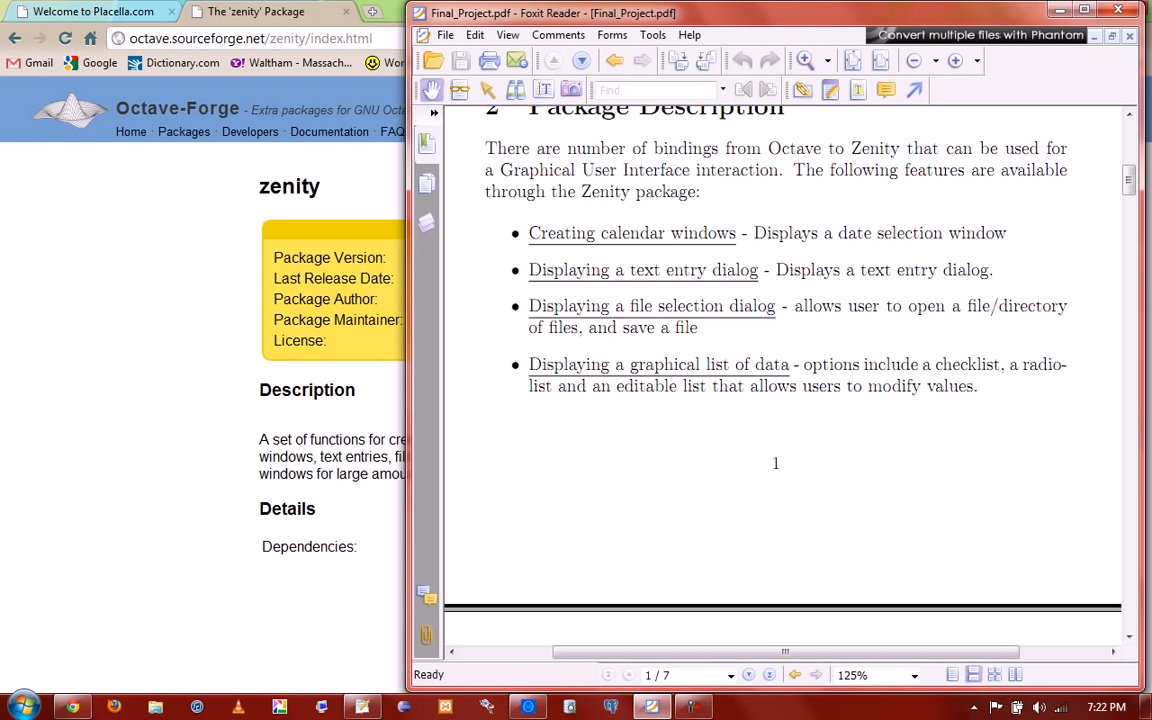 Welcome to Placella.com
The 'zenity' Package
octave.sourceforge.net/zenity/index.html
Gmail
Google
Dictionary.com
Waltham - Massach...
Wor
Octave-Forge - Extra packages for GNU Octa
Home · Packages · Developers · Documentation · FAQ
zenity
Package Version:
Last Release Date:
Package Author:
Package Maintainer:
License:
Description
A set of functions for cre
windows, text entries, fil
windows for large amou
Details
Dependencies:
Final_Project.pdf - Foxit Reader - [Final_Project.pdf]
File Edit View Comments Forms Tools Help
Convert multiple files with Phantom
Find
2 Package Description
There are number of bindings from Octave to Zenity that can be used for
a Graphical User Interface interaction. The following features are available
through the Zenity package:
• Creating calendar windows - Displays a date selection window
• Displaying a text entry dialog - Displays a text entry dialog.
• Displaying a file selection dialog - allows user to open a file/directory
of files, and save a file
• Displaying a graphical list of data - options include a checklist, a radio-
list and an editable list that allows users to modify values.
1
Ready
1 / 7
125%
7:22 PM